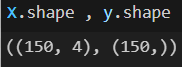 X.shape , y.shape
((150, 4), (150,))